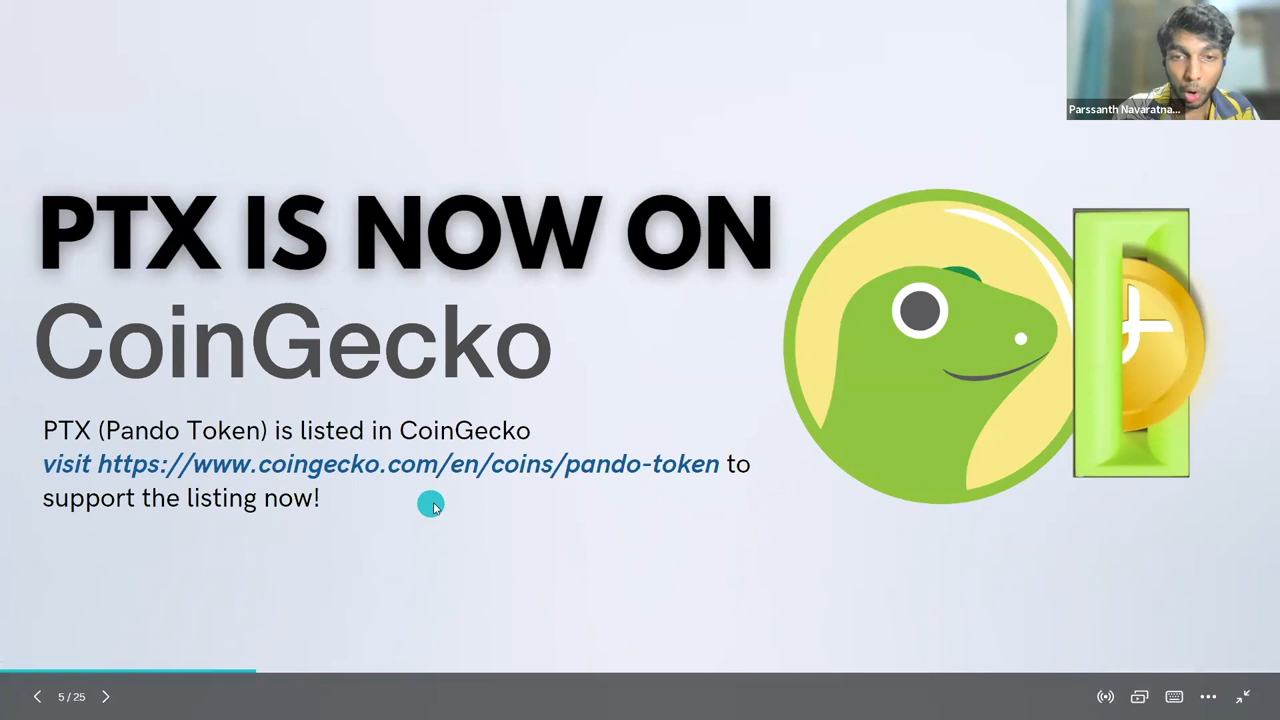 Parssanth Navaratna...
PTX IS NOW ON
CoinGecko
PTX (Pando Token) is listed in CoinGecko
visit https://www.coingecko.com/en/coins/pando-token to
support the listing now!
5 / 25